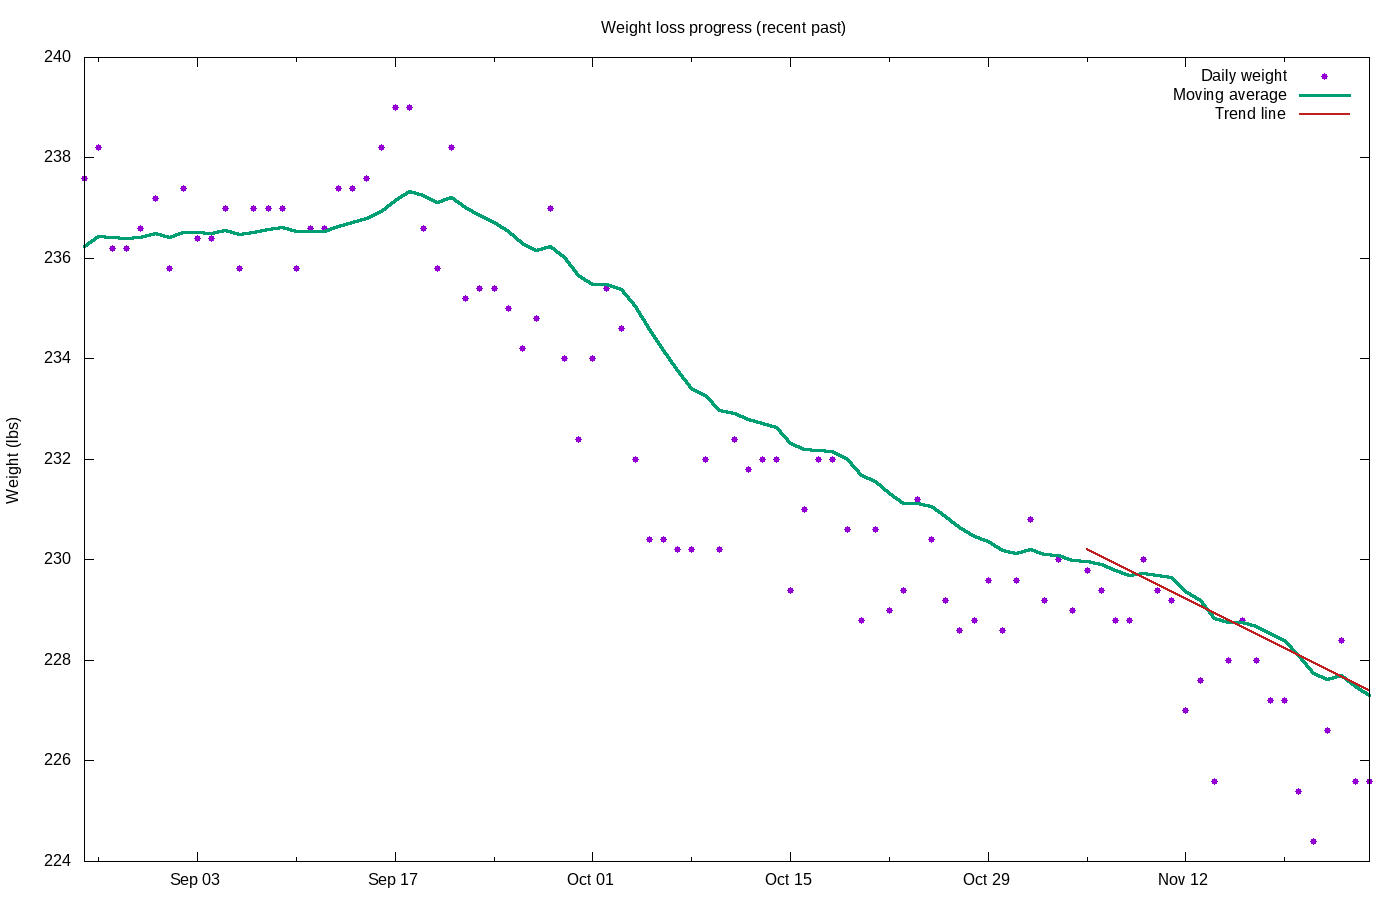 Weight loss progress (recent past)
Daily weight
Moving average
Trend line
Weight (lbs)
240
238
236
234
232
230
228
226
224
Sep 03
Sep 17
Oct 01
Oct 15
Oct 29
Nov 12